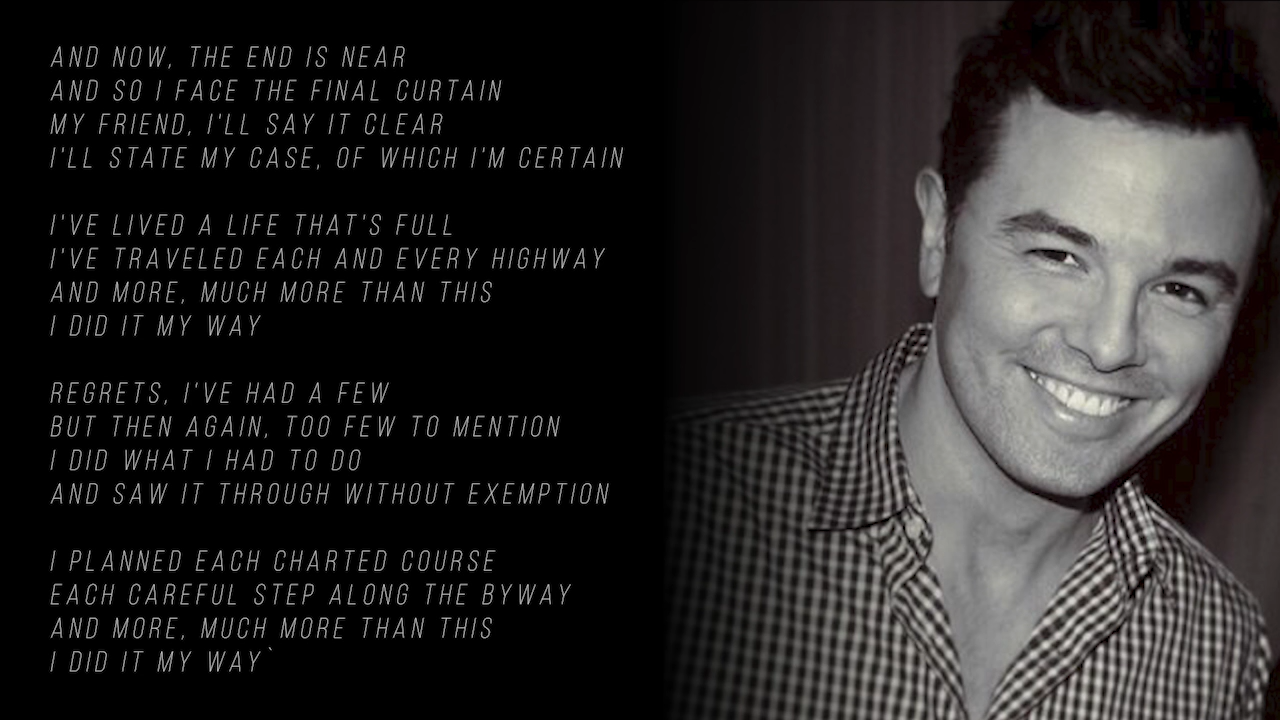 AND NOW, THE END IS NEAR
AND SO I FACE THE FINAL CURTAIN
MY FRIEND, I'LL SAY IT CLEAR
I'LL STATE MY CASE, OF WHICH I'M CERTAIN
I'VE LIVED A LIFE THAT'S FULL
I'VE TRAVELED EACH AND EVERY HIGHWAY
AND MORE, MUCH MORE THAN THIS
I DID IT MY WAY
REGRETS, I'VE HAD A FEW
BUT THEN AGAIN, TOO FEW TO MENTION
I DID WHAT I HAD TO DO
AND SAW IT THROUGH WITHOUT EXEMPTION
I PLANNED EACH CHARTED COURSE
EACH CAREFUL STEP ALONG THE BYWAY
AND MORE, MUCH MORE THAN THIS
I DID IT MY WAY`